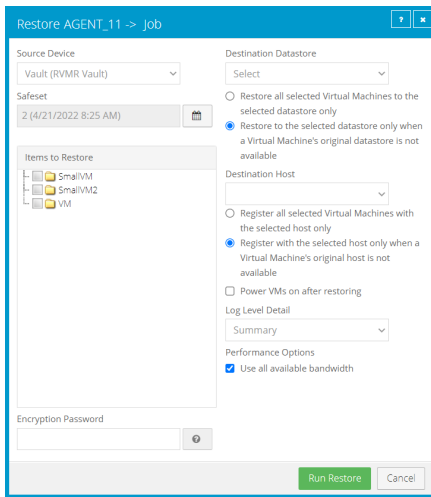 Restore AGENT_11 -> Job
? x
Source Device
Vault (RVMR Vault)
Safeset
2 (4/21/2022 8:25 AM)
Items to Restore
SmallVM
SmallVM2
VM
Encryption Password
?
Destination Datastore
Select
Restore all selected Virtual Machines to the
selected datastore only
Restore to the selected datastore only when
a Virtual Machine's original datastore is not
available
Destination Host
Register all selected Virtual Machines with
the selected host only
Register with the selected host only when a
Virtual Machine's original host is not
available
Power VMs on after restoring
Log Level Detail
Summary
Performance Options
Use all available bandwidth
Run Restore
Cancel